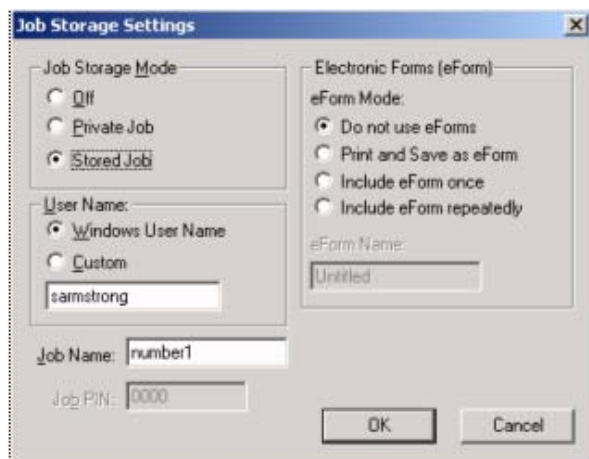 Job Storage Settings
Job Storage Mode
Off
Private Job
Stored Job
User Name:
Windows User Name
Custom
sarmstrong
Job Name: number1
Job PIN: 0000
Electronic Forms (eForm)
eForm Mode:
Do not use eForms
Print and Save as eForm
Include eForm once
Include eForm repeatedly
eForm Name:
Untitled
OK
Cancel